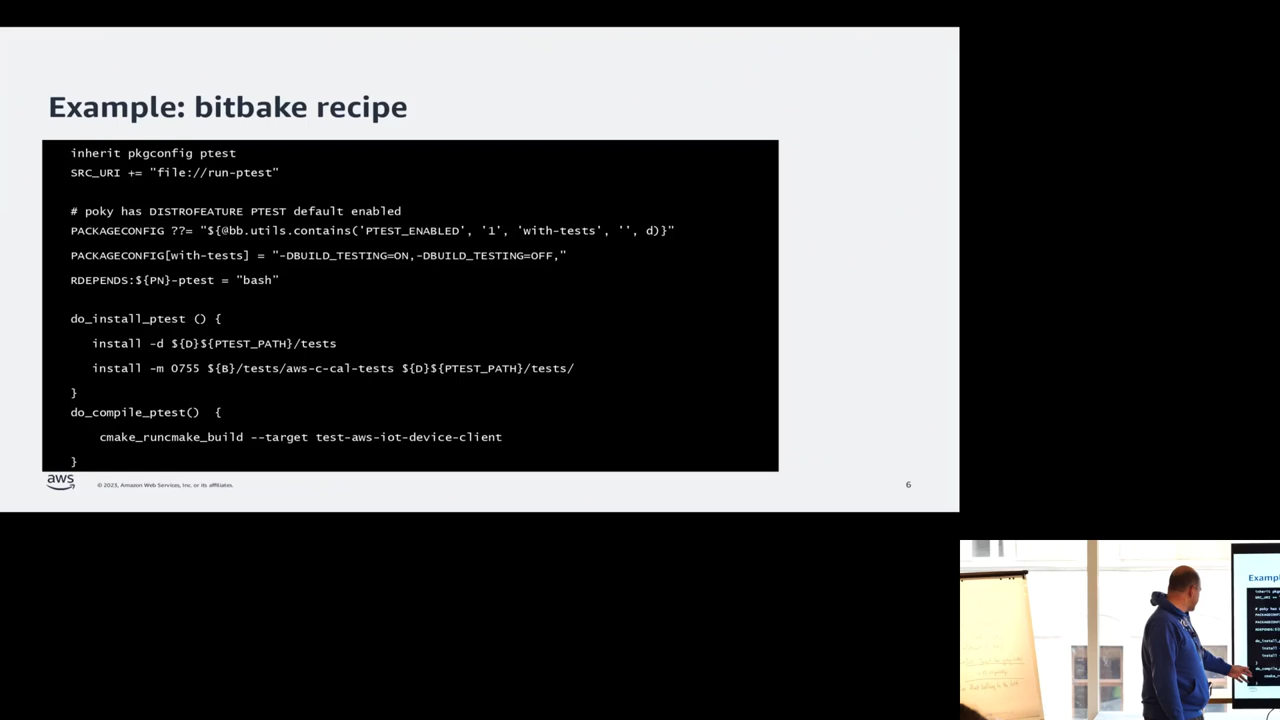 Example: bitbake recipe
inherit pkgconfig ptest
SRC_URI += "file://run-ptest"
# poky has DISTROFEATURE PTEST default enabled
PACKAGECONFIG ??= "${@bb.utils.contains('PTEST_ENABLED', '1', 'with-tests', '', d)}"
PACKAGECONFIG[with-tests] = "-DBUILD_TESTING=ON,-DBUILD_TESTING=OFF,"
RDEPENDS:${PN}-ptest = "bash"
do_install_ptest () {
install -d ${D}${PTEST_PATH}/tests
install -m 0755 ${B}/tests/aws-c-cal-tests ${D}${PTEST_PATH}/tests/
}
do_compile_ptest() {
cmake_runcmake_build --target test-aws-iot-device-client
}
aws
© 2023, Amazon Web Services, Inc. or its affiliates.
6
Examp